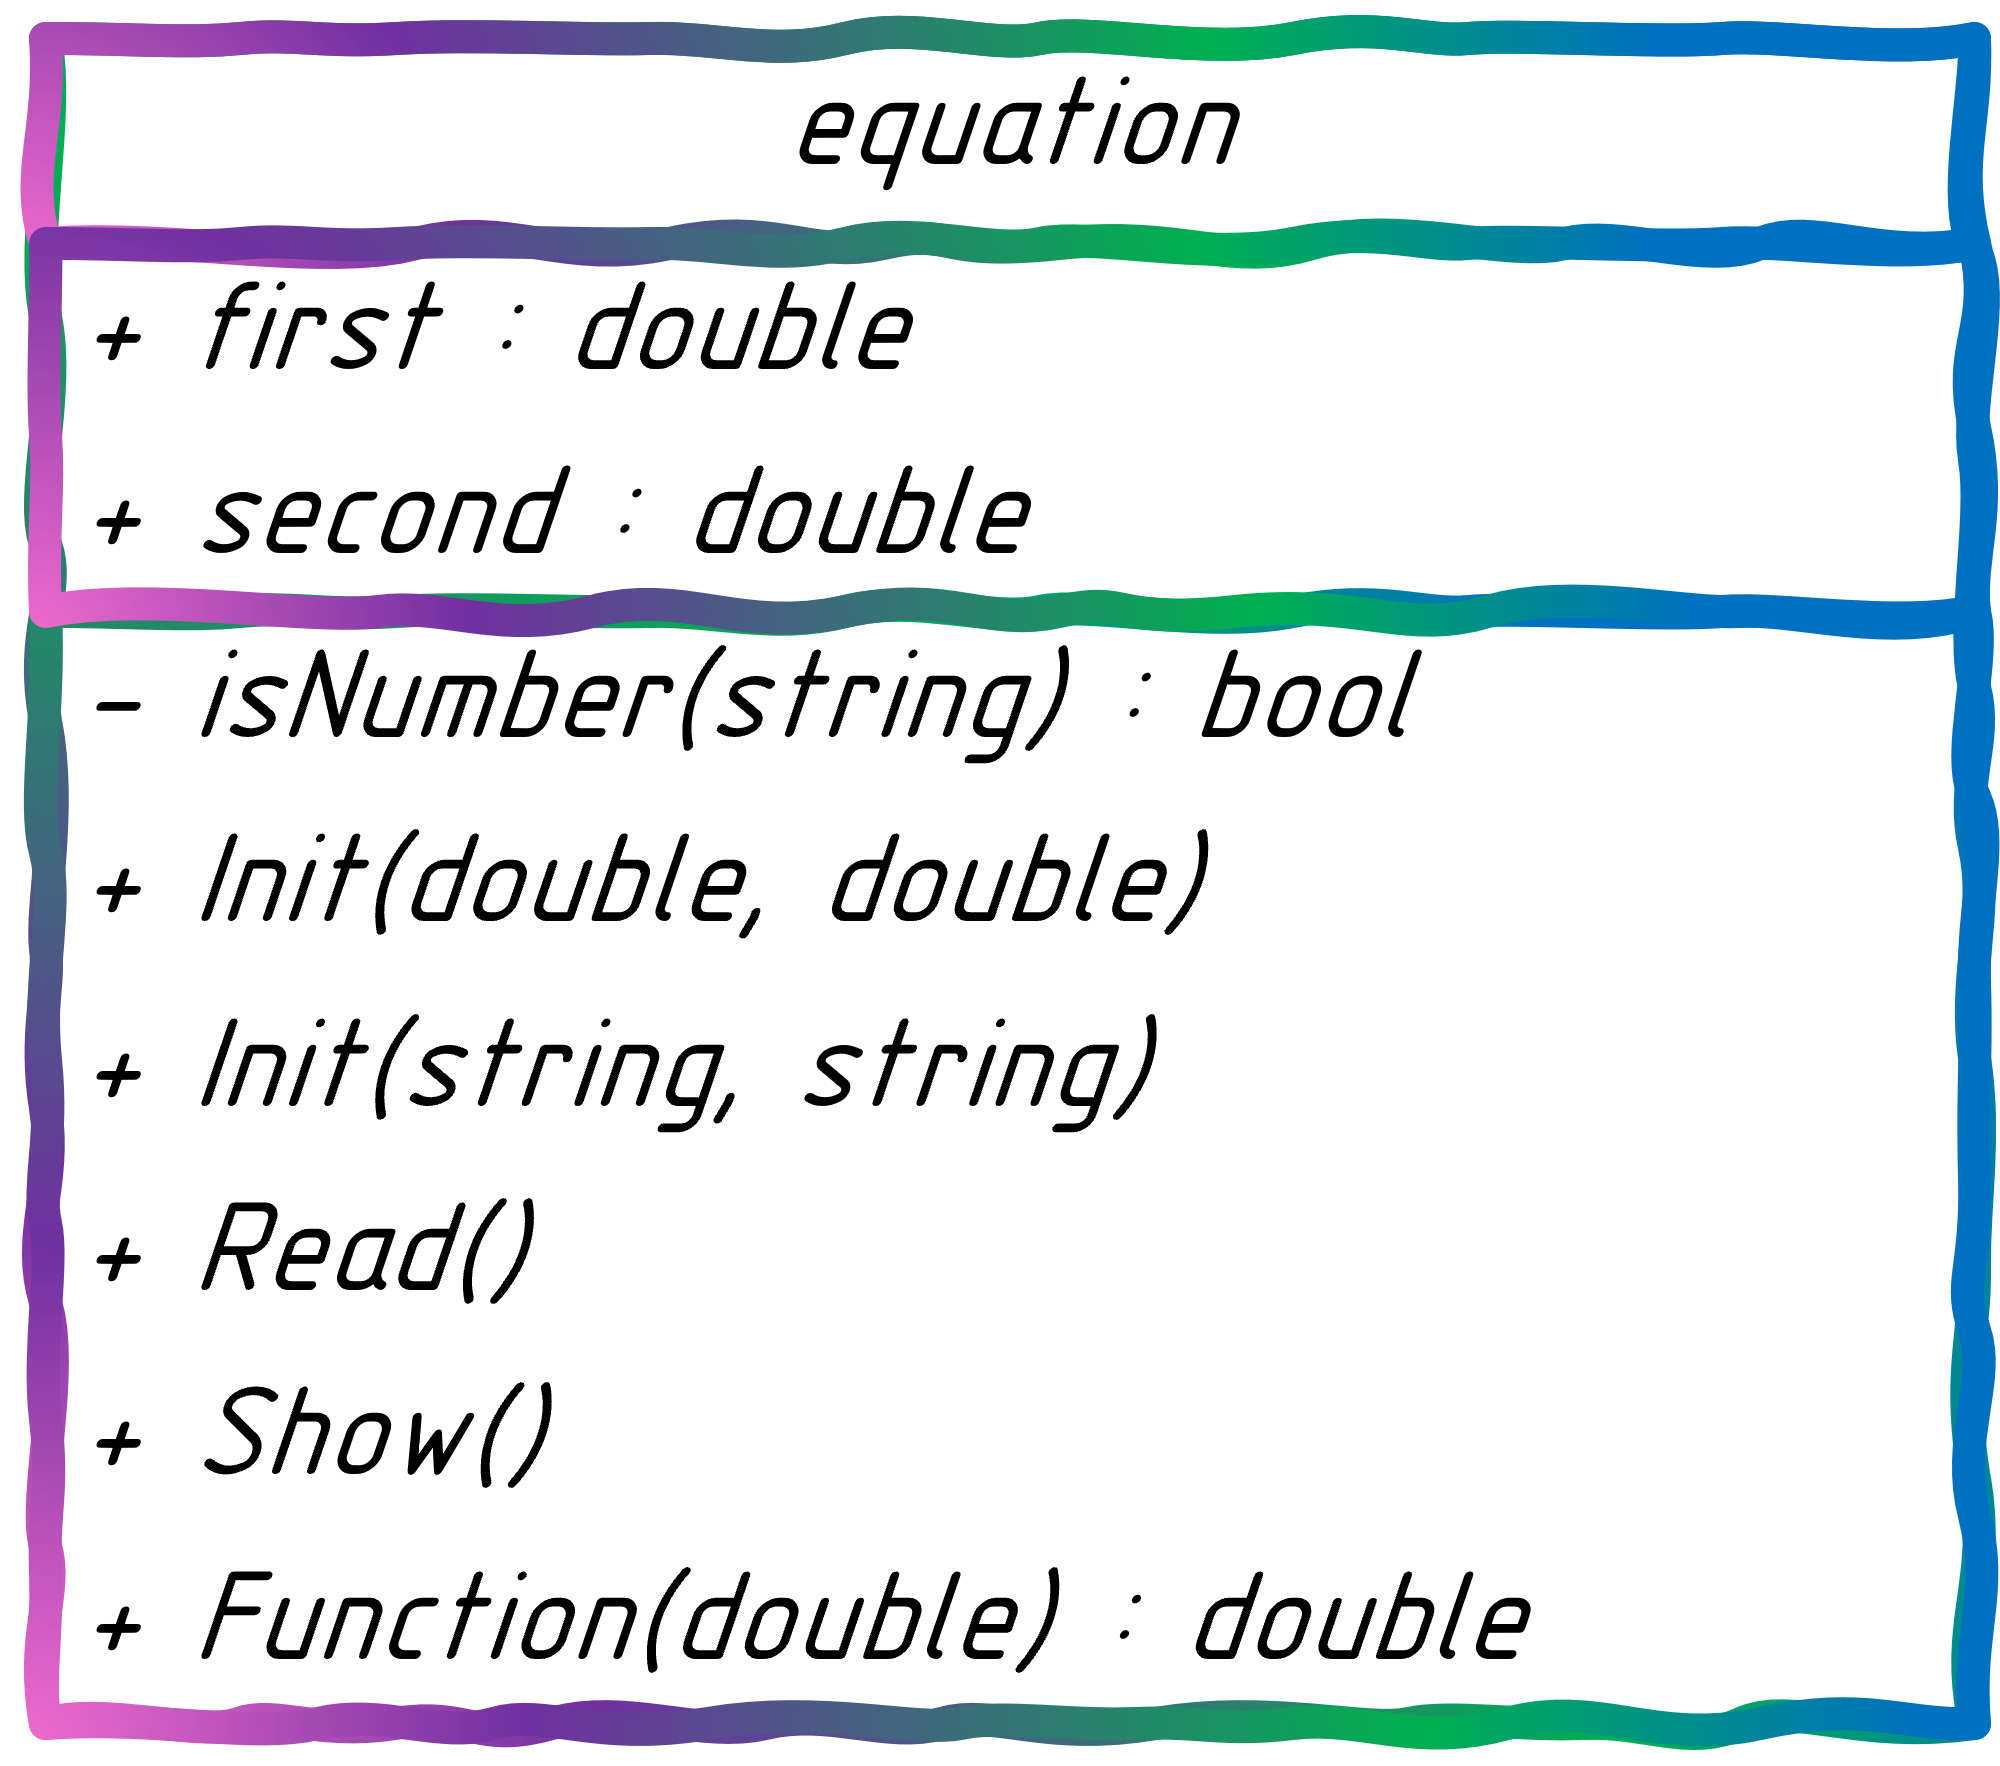 equation
+ first : double
+ second : double
- isNumber(string) : bool
+ Init(double, double)
+ Init(string, string)
+ Read()
+ Show()
+ Function(double) : double